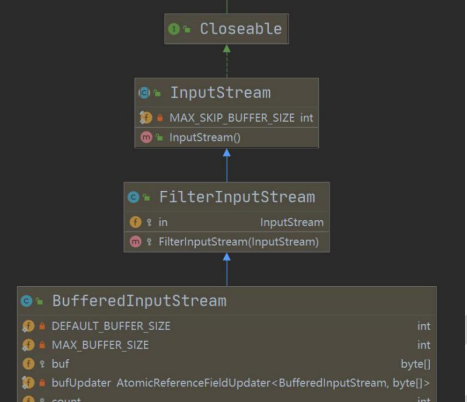 Closeable
InputStream
MAX_SKIP_BUFFER_SIZE int
InputStream()
FilterInputStream
in InputStream
FilterInputStream(InputStream)
BufferedInputStream
DEFAULT_BUFFER_SIZE int
MAX_BUFFER_SIZE int
buf byte[]
bufUpdater AtomicReferenceFieldUpdater<BufferedInputStream, byte[]>
count int